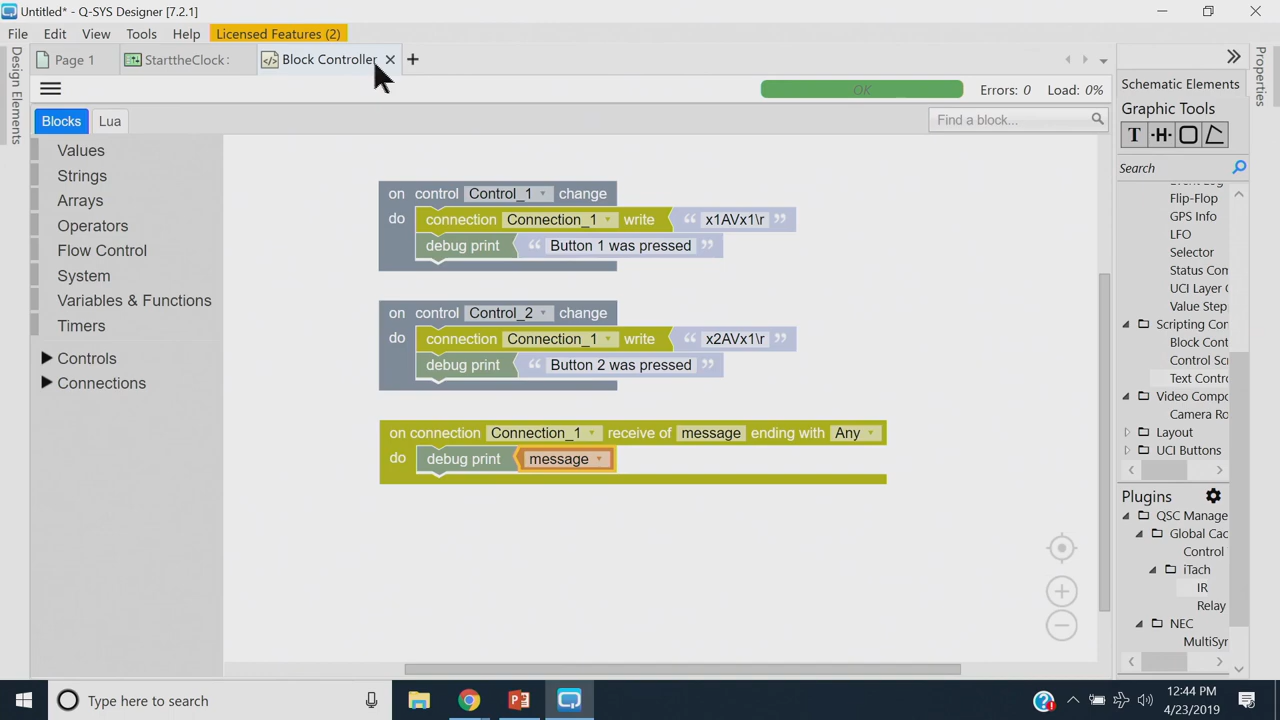 Untitled* - Q-SYS Designer [7.2.1]
File Edit View Tools Help Licensed Features (2)
Page 1 StarttheClock: Block Controller
OK Errors: 0 Load: 0%
Blocks Lua Find a block...
Values
Strings
Arrays
Operators
Flow Control
System
Variables & Functions
Timers
Controls
Connections
on control Control_1 change
do connection Connection_1 write “ x1AVx1\r ”
debug print “ Button 1 was pressed ”
on control Control_2 change
do connection Connection_1 write “ x2AVx1\r ”
debug print “ Button 2 was pressed ”
on connection Connection_1 receive of message ending with Any
do debug print message
Design Elements
Properties
Schematic Elements
Graphic Tools
T H
Search
Flip-Flop
GPS Info
LFO
Selector
Status Com
UCI Layer C
Value Step
Scripting Con
Block Cont
Control Scr
Text Contro
Video Compo
Camera Ro
Layout
UCI Buttons
Plugins
QSC Manage
Global Cac
Control
iTach
IR
Relay
NEC
MultiSyn
Type here to search
12:44 PM
4/23/2019